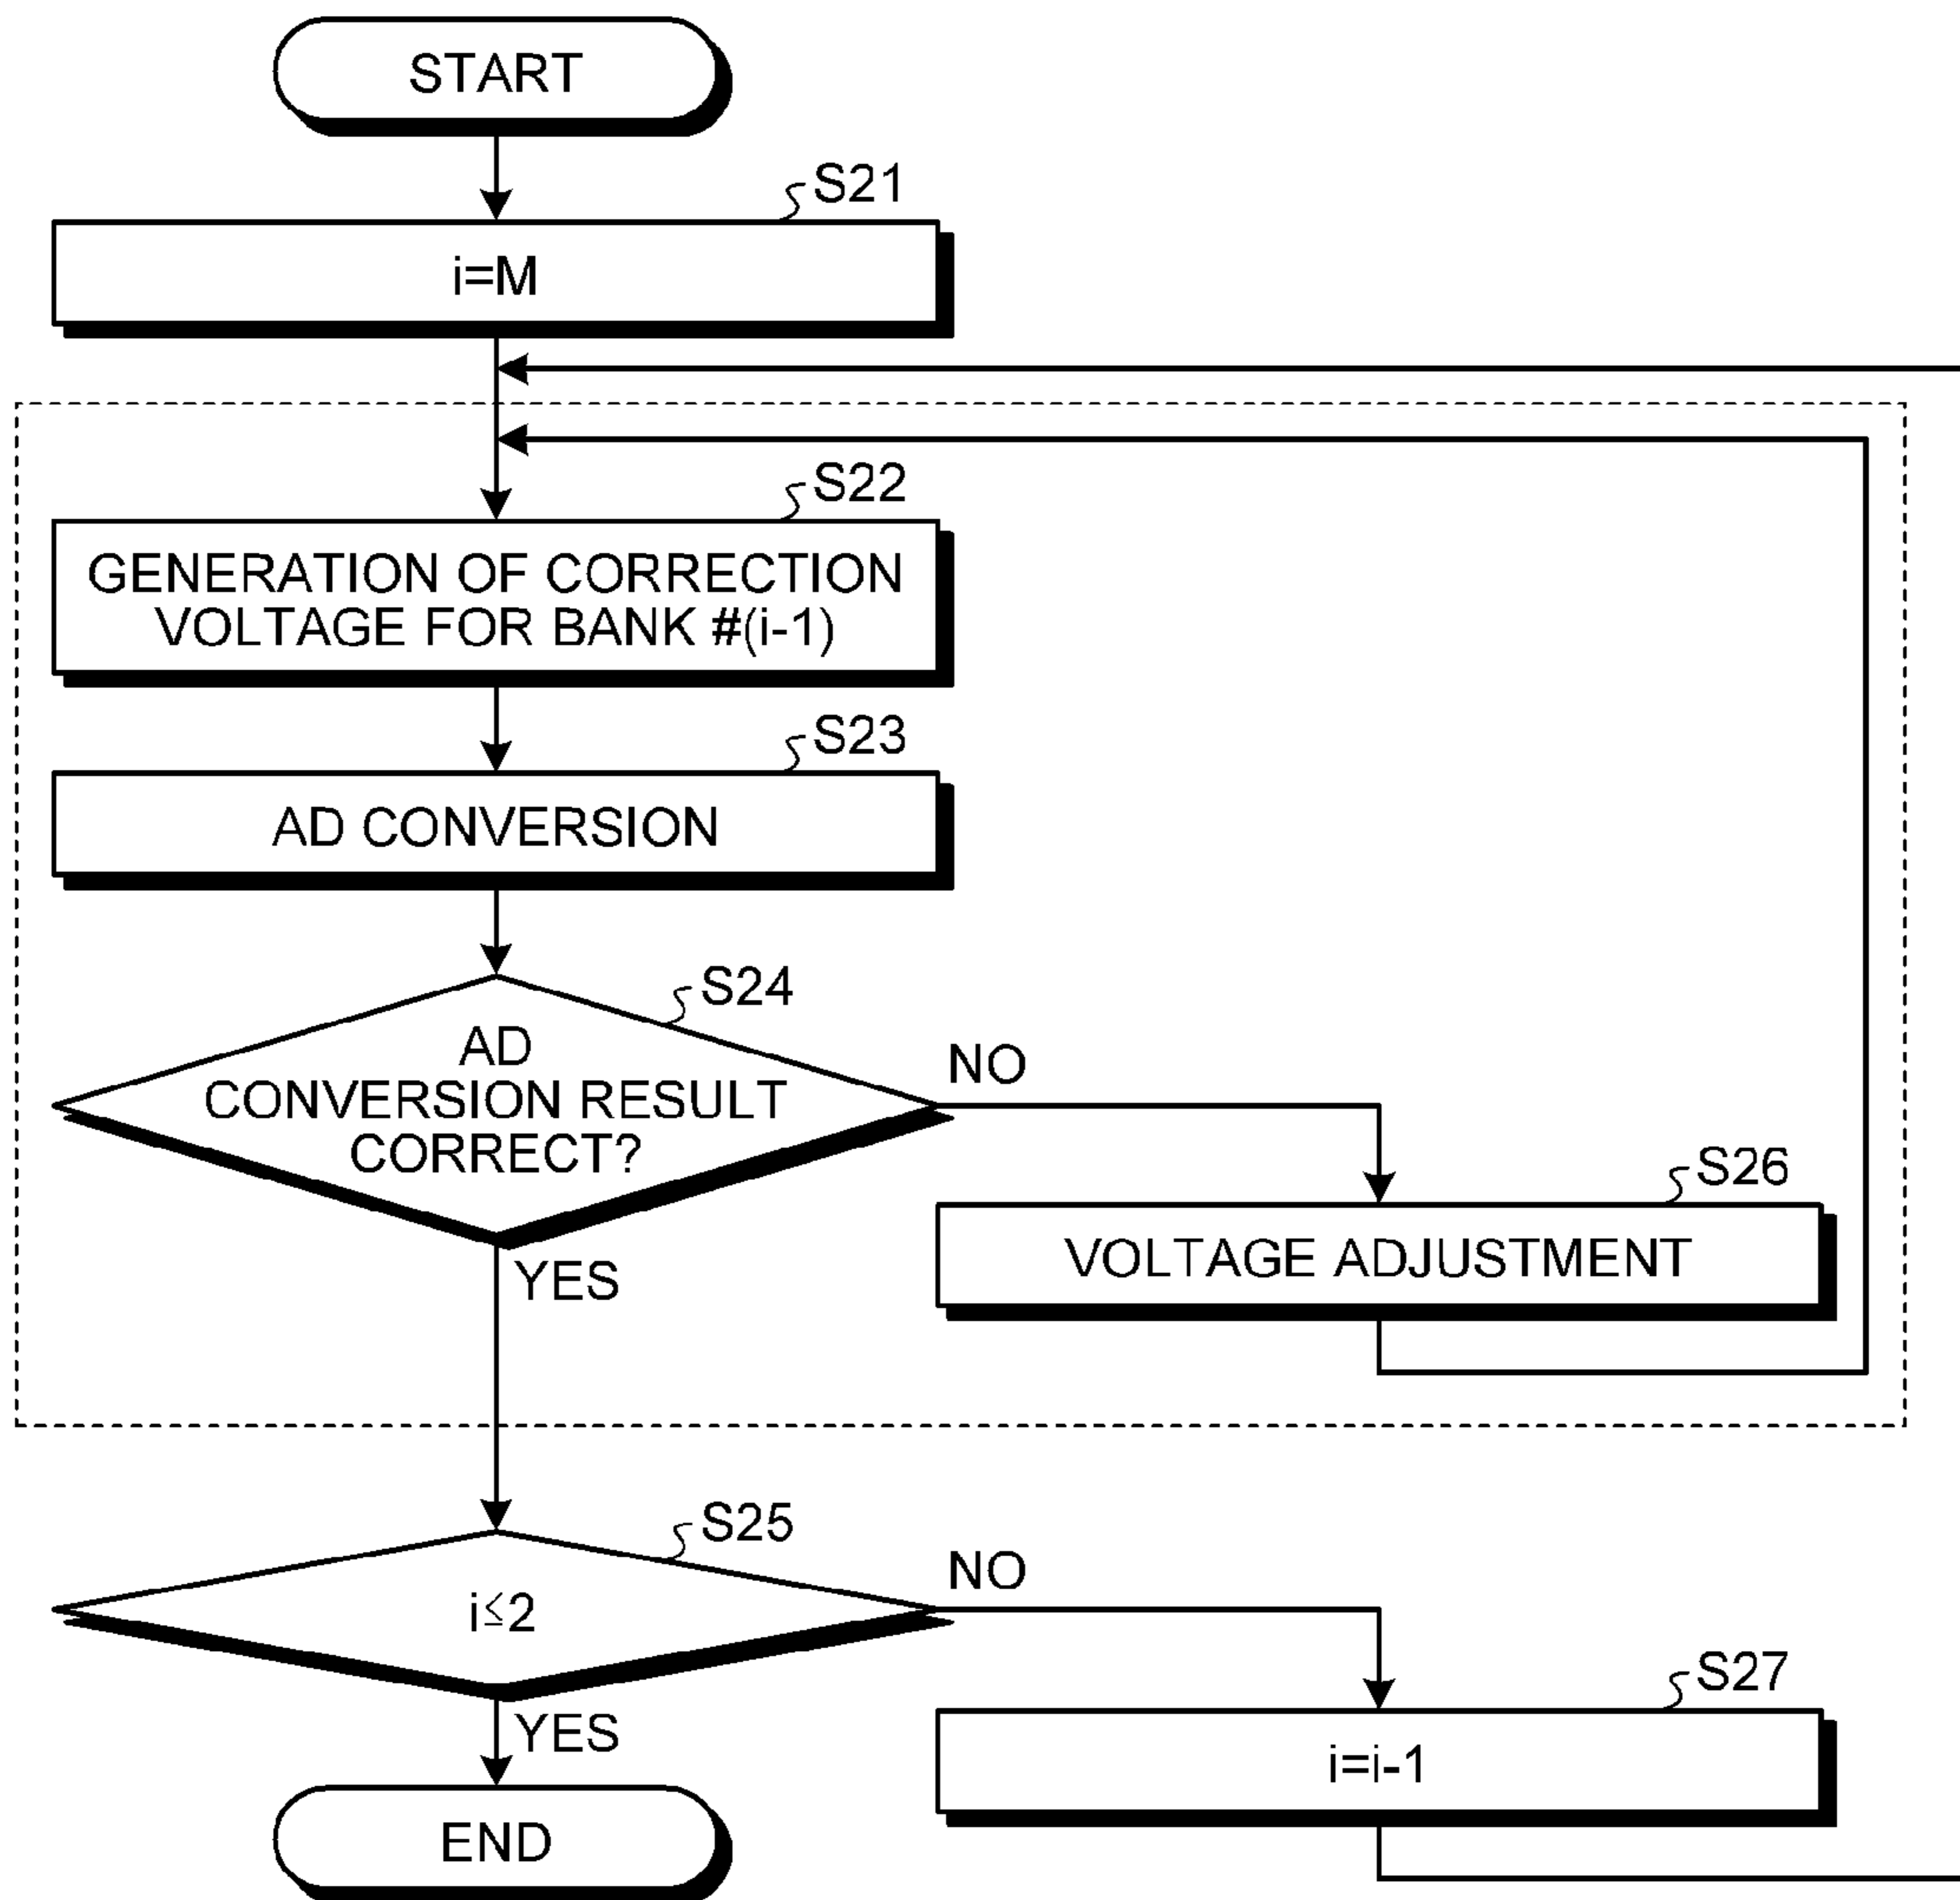 START
S21
i=M
S22
GENERATION OF CORRECTION
VOLTAGE FOR BANK #(i-1)
S23
AD CONVERSION
S24
AD
CONVERSION RESULT
CORRECT?
NO
S26
VOLTAGE ADJUSTMENT
YES
S25
i≦2
NO
S27
i=i-1
YES
END